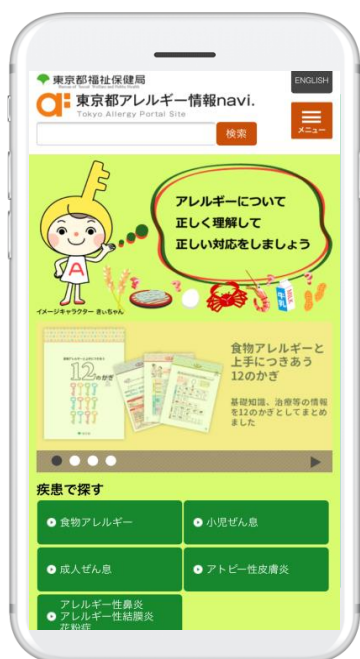 東京都福祉保健局
ENGLISH
東京都アレルギー情報navi.
Tokyo Allergy Portal Site
検索
メニュー
アレルギーについて
正しく理解して
正しい対応をしましょう
A
牛乳
イメージキャラクター きぃちゃん
12のかぎ
食物アレルギーと
上手につきあう
12のかぎ
基礎知識、治療等の情報
を12のかぎとしてまとめ
ました
疾患で探す
食物アレルギー
小児ぜん息
成人ぜん息
アトピー性皮膚炎
アレルギー性鼻炎
アレルギー性結膜炎
花粉症